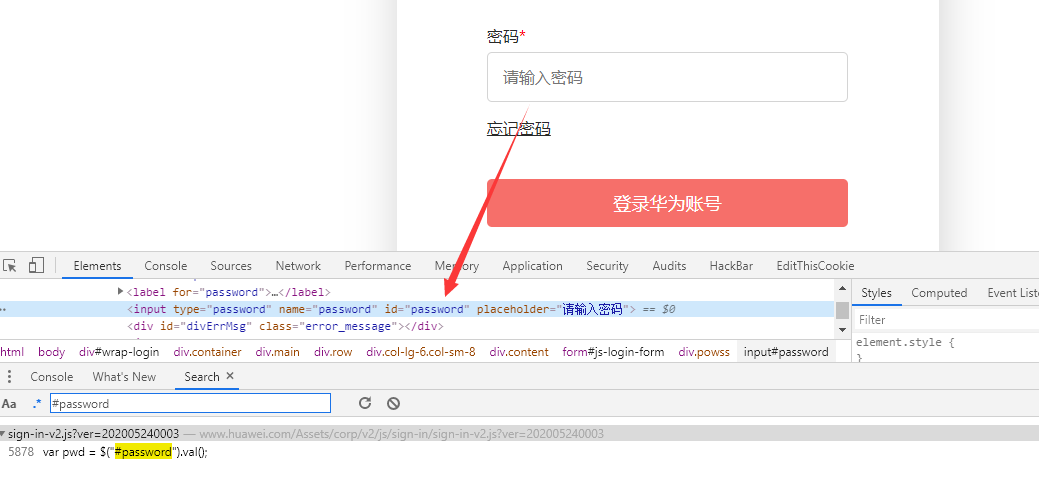 密码*
请输入密码
忘记密码
登录华为账号
Elements Console Sources Network Performance Memory Application Security Audits HackBar EditThisCookie
<label for="password">…</label>
Styles Computed Event Liste
… <input type="password" name="password" id="password" placeholder="请输入密码"> == $0
Filter
<div id="divErrMsg" class="error_message"></div>
element.style {
html body div#wrap-login div.container div.main div.row div.col-lg-6.col-sm-8 div.content form#js-login-form div.powss input#password
}
Console What's New Search ×
Aa .* #password
sign-in-v2.js?ver=202005240003 — www.huawei.com/Assets/corp/v2/js/sign-in/sign-in-v2.js?ver=202005240003
5878 var pwd = $("#password").val();